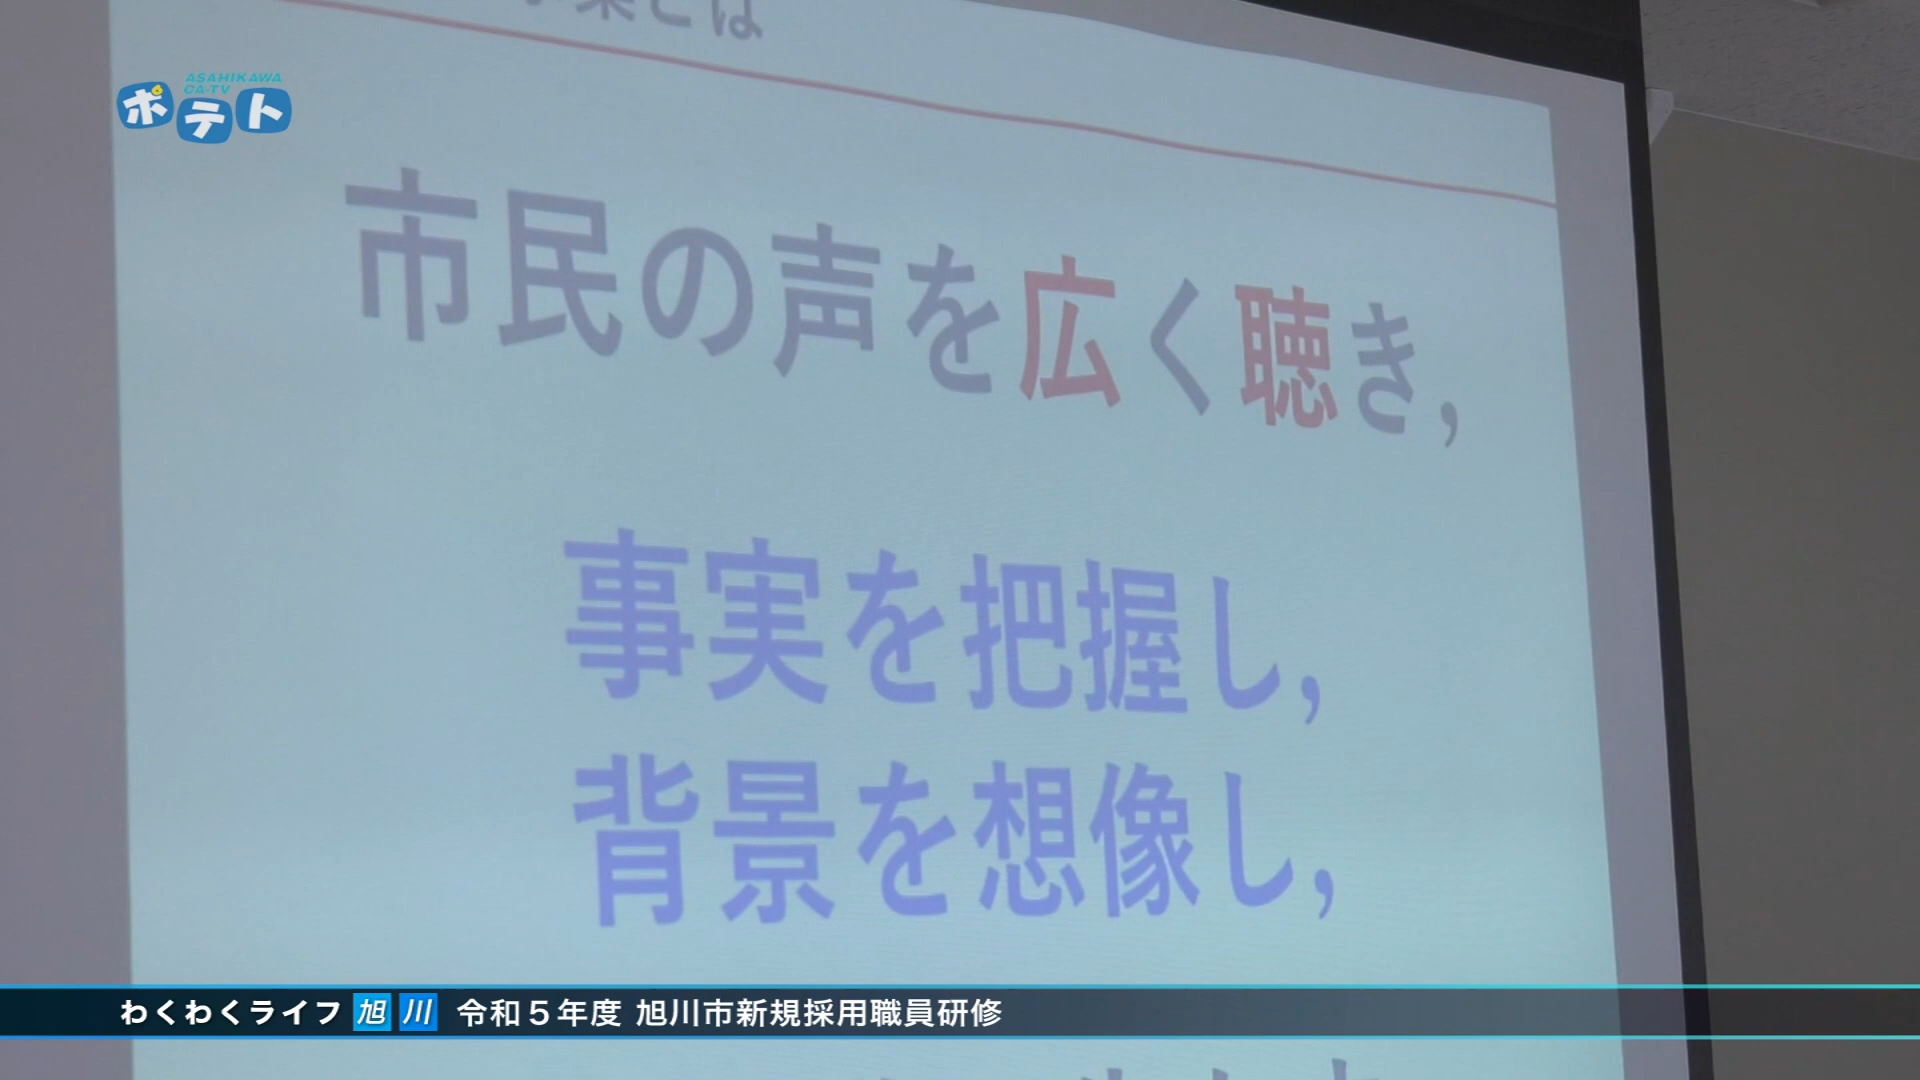 とは
ASAHIKAWA
CA-TV
ポテト
市民の声を広く聴き,
事実を把握し,
背景を想像し,
わくわくライフ 旭川 令和5年度 旭川市新規採用職員研修